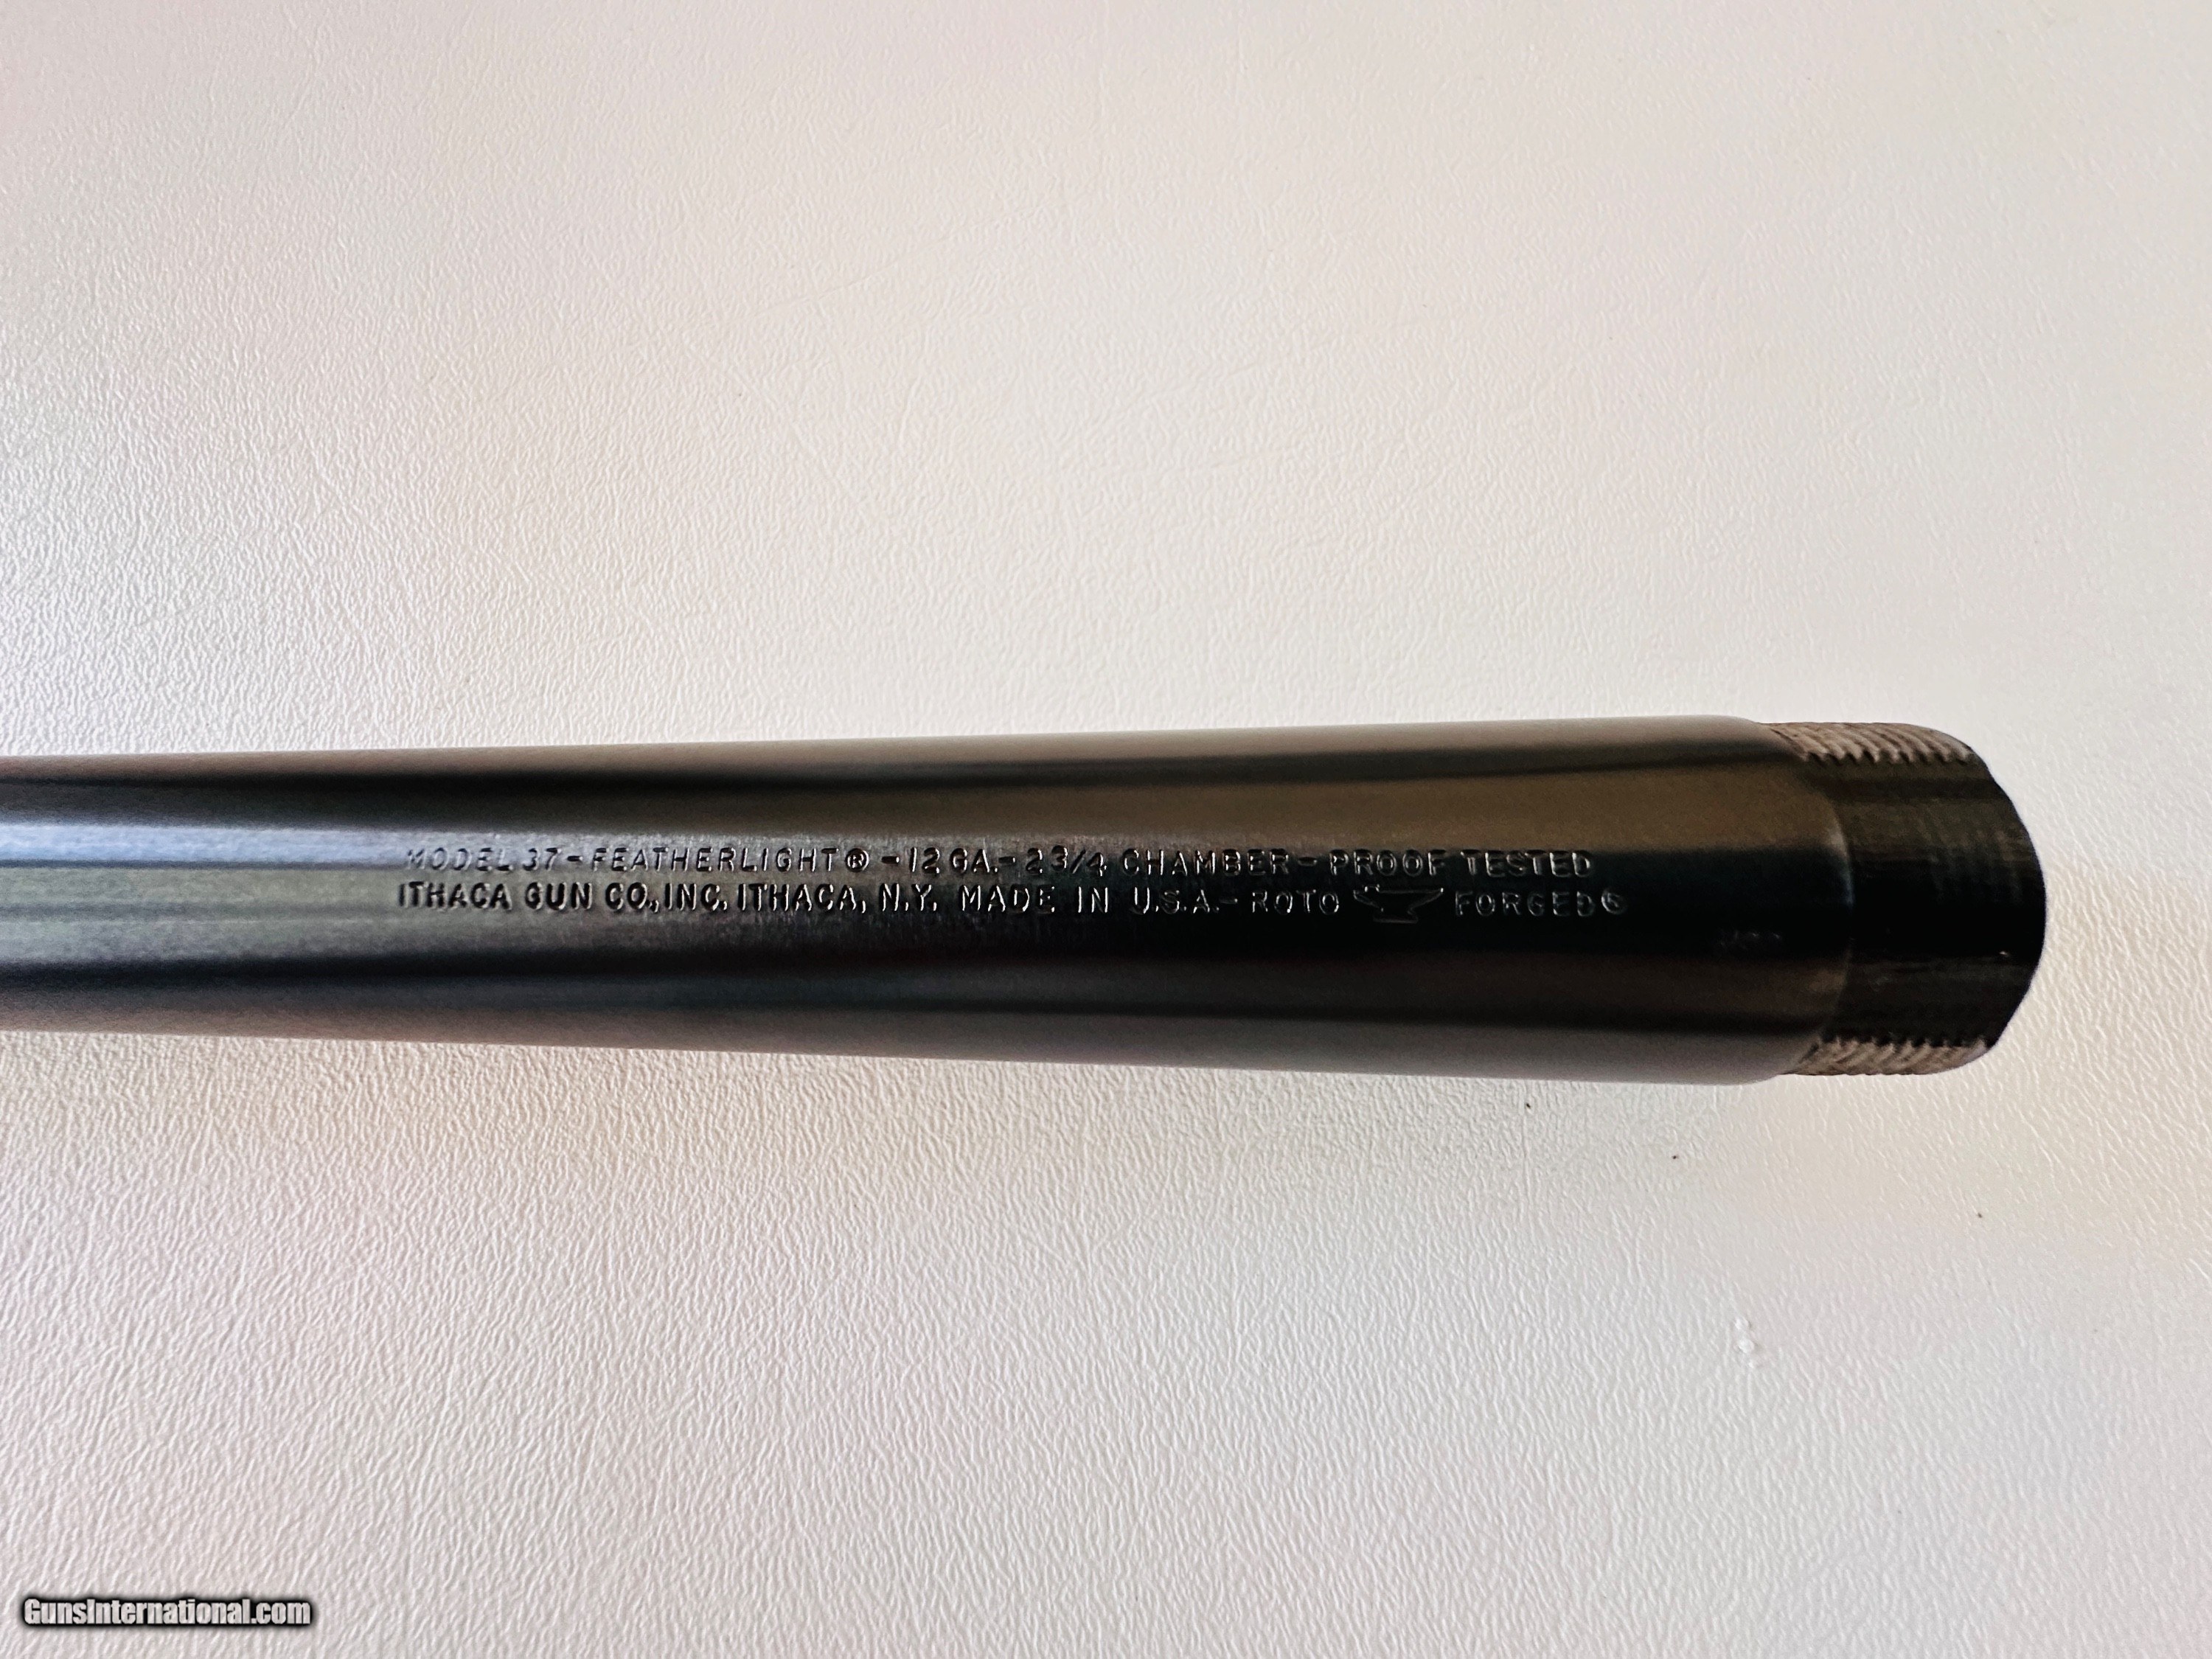 MODEL 37 - FEATHERLIGHT® - 12 GA. - 2 3/4 CHAMBER - PROOF TESTED
ITHACA GUN CO., INC. ITHACA, N.Y. MADE IN U.S.A. - ROTO FORGED®
GunsInternational.com